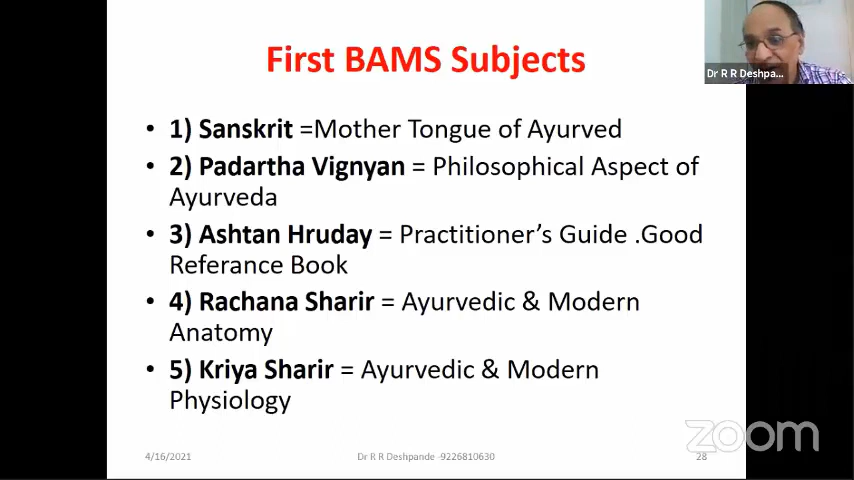 First BAMS Subjects
Dr R R Deshpa...
• 1) Sanskrit =Mother Tongue of Ayurved
• 2) Padartha Vignyan = Philosophical Aspect of
Ayurveda
• 3) Ashtan Hruday = Practitioner's Guide .Good
Referance Book
• 4) Rachana Sharir = Ayurvedic & Modern
Anatomy
• 5) Kriya Sharir = Ayurvedic & Modern
Physiology
zoom
4/16/2021
Dr R R Deshpande -9226810630
28